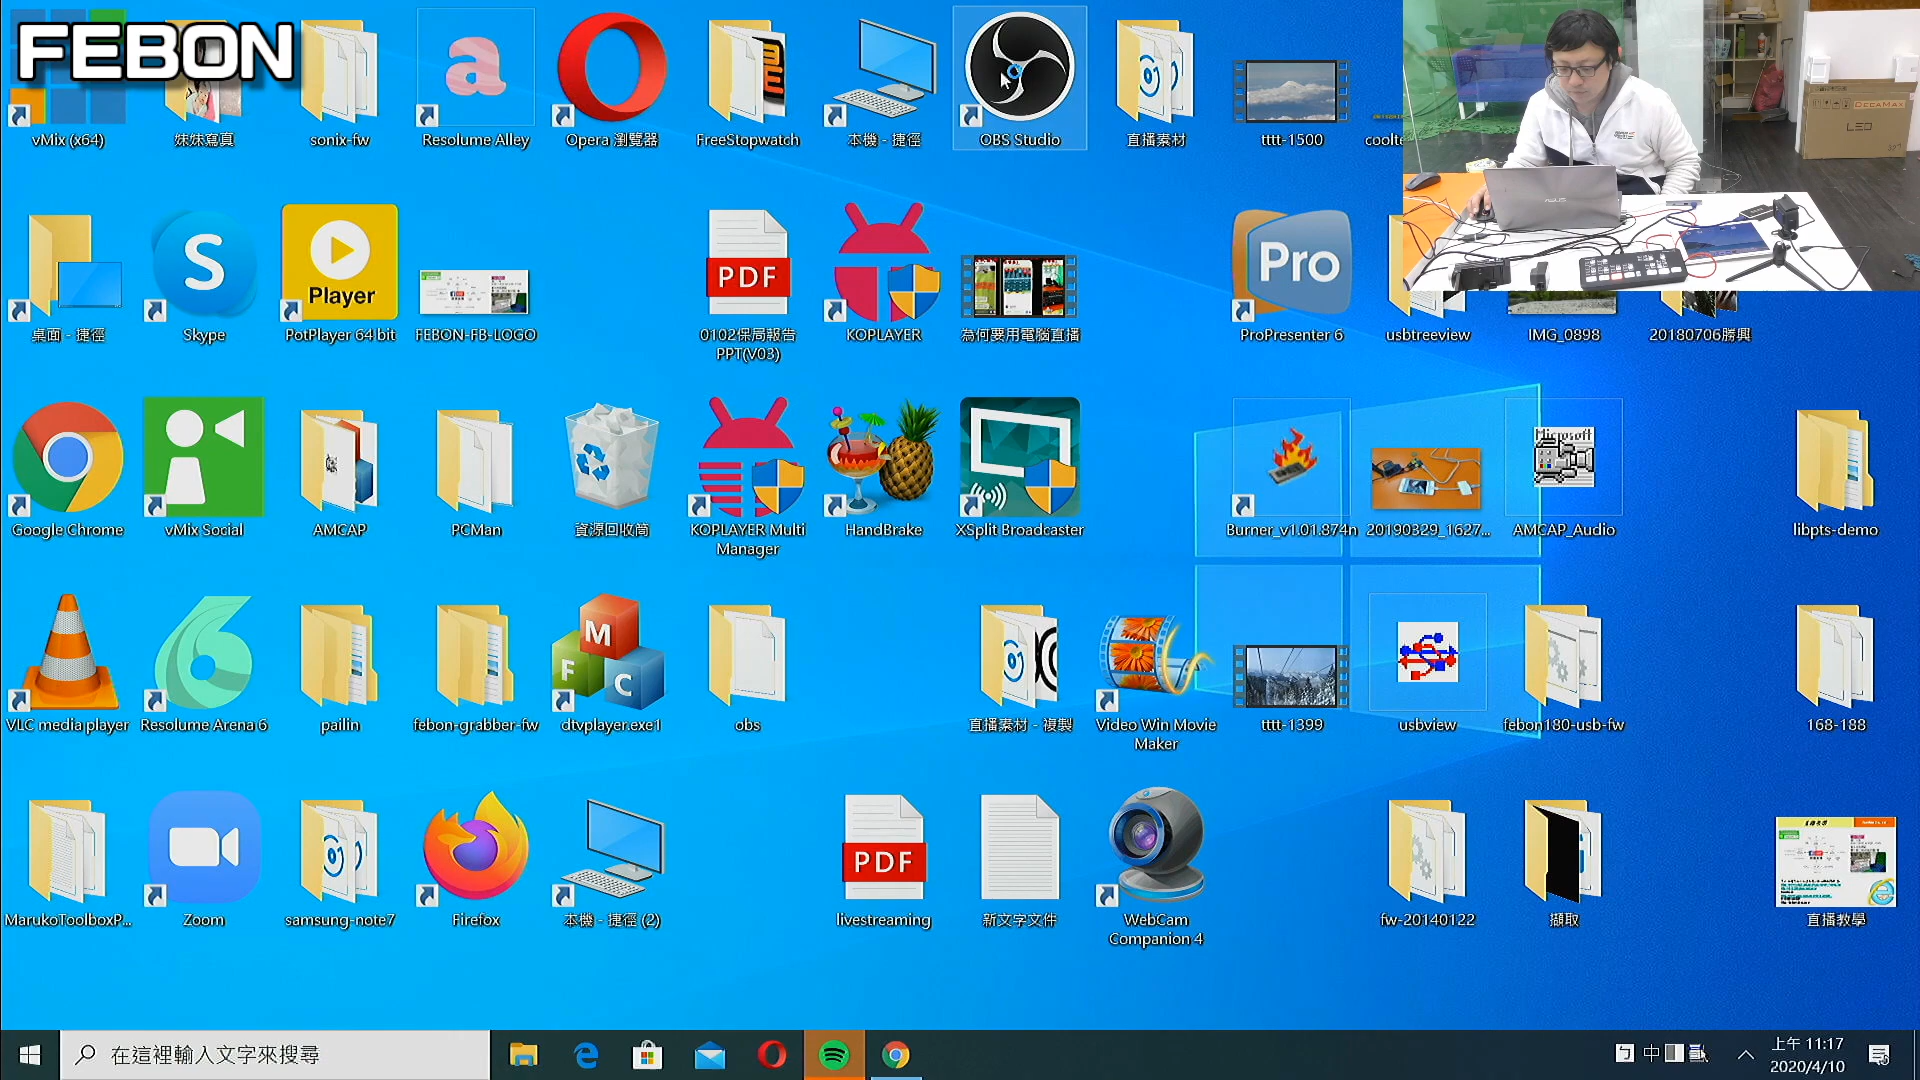 FEBON
vMix (x64)
妹妹寫真
sonix-fw
a
Resolume Alley
Opera 瀏覽器
FreeStopwatch
本機 - 捷徑
OBS Studio
直播素材
tttt-1500
DECAMAX
LED
ASUS
桌面 - 捷徑
S
Skype
Player
PotPlayer 64 bit
FEBON-FB-LOGO
PDF
0102保局報告
PPT(V03)
KOPLAYER
為何要用電腦直播
Pro
ProPresenter 6
usbtreeview
IMG_0898
20180706勝興
Google Chrome
vMix Social
AMCAP
PCMan
資源回收筒
KOPLAYER Multi
Manager
HandBrake
XSplit Broadcaster
Burner_v1.01.874n
20190329_1627...
Microsoft
AMCAP_Audio
libpts-demo
VLC media player
Resolume Arena 6
pailin
febon-grabber-fw
M
F
C
dtvplayer.exe1
obs
直播素材 - 複製
Video Win Movie
Maker
tttt-1399
usbview
febon180-usb-fw
168-188
MarukoToolboxP...
Zoom
samsung-note7
Firefox
本機 - 捷徑 (2)
PDF
livestreaming
新文字文件
WebCam
Companion 4
fw-20140122
擷取
直播教學
在這裡輸入文字來搜尋
中
上午 11:17
2020/4/10